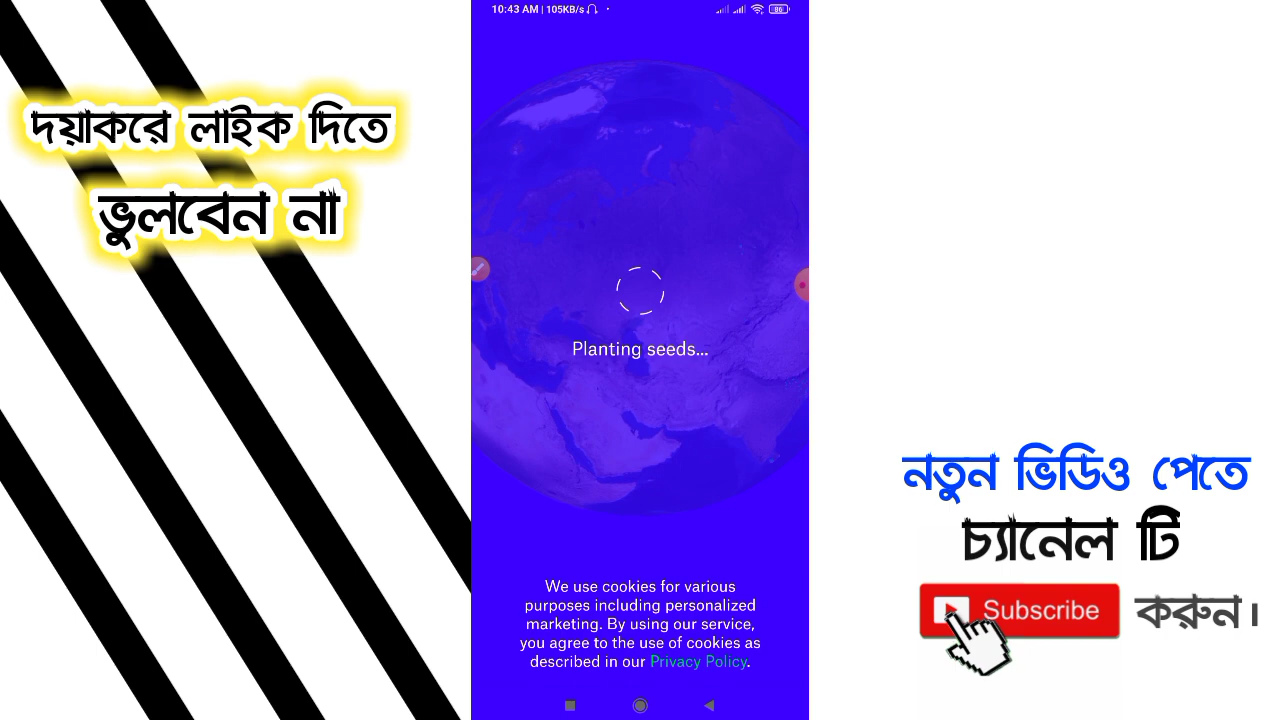 দয়াকরে লাইক দিতে
ভুলবেন না
10:43 AM | 105KB/s
86
Planting seeds...
We use cookies for various
purposes including personalized
marketing. By using our service,
you agree to the use of cookies as
described in our Privacy Policy.
নতুন ভিডিও পেতে
চ্যানেল টি
Subscribe করুন।